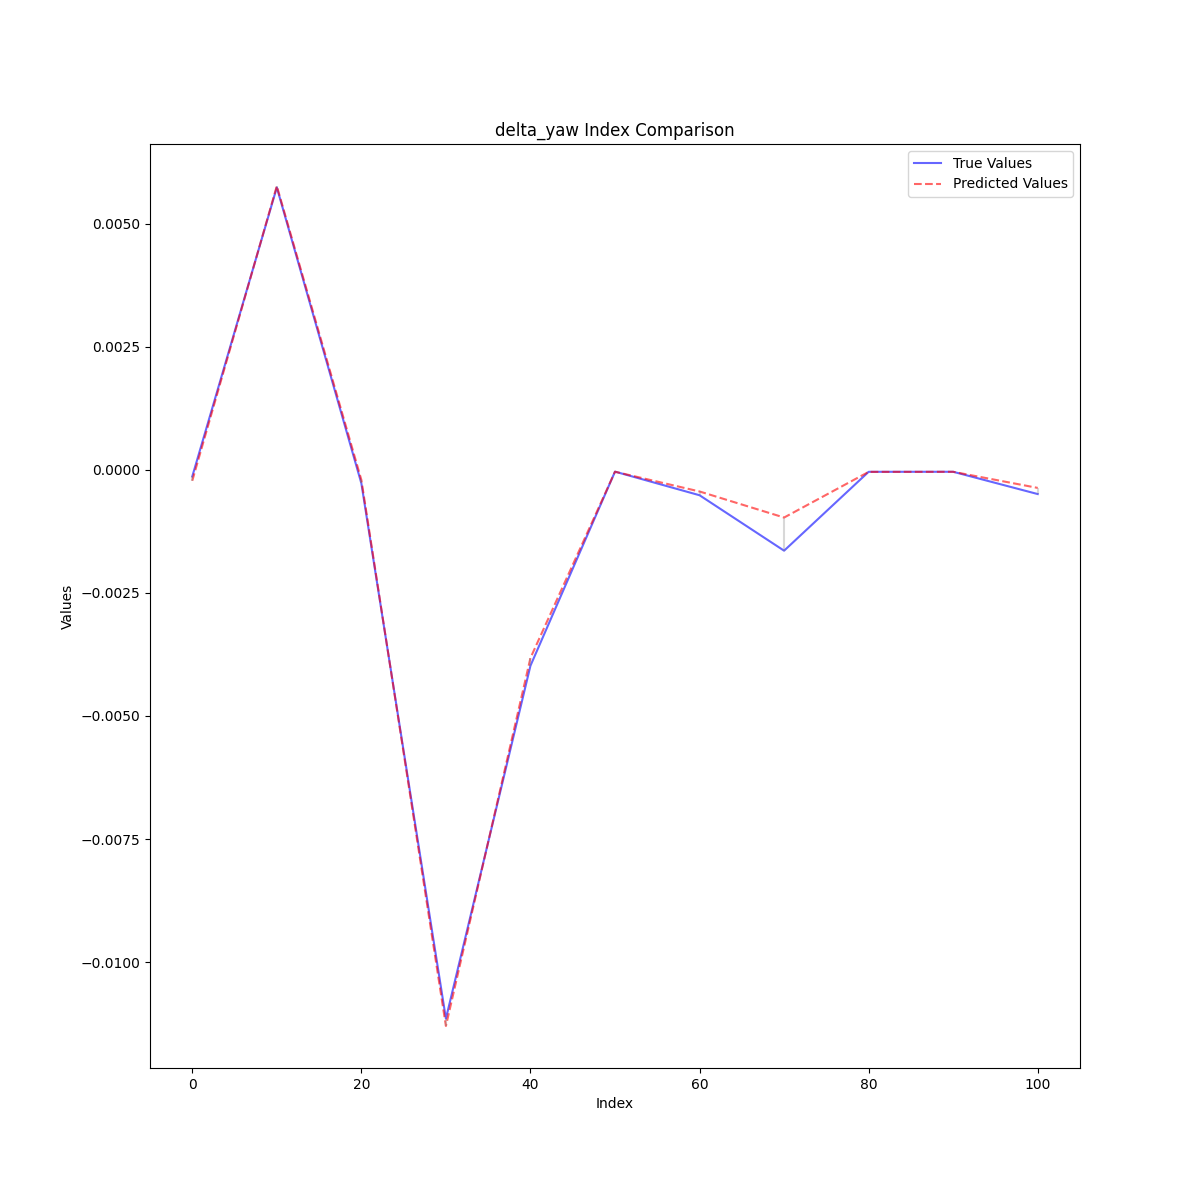 delta_yaw Index Comparison
True Values
Predicted Values
0.0050
0.0025
0.0000
−0.0025
−0.0050
−0.0075
−0.0100
Values
0 20 40 60 80 100
Index